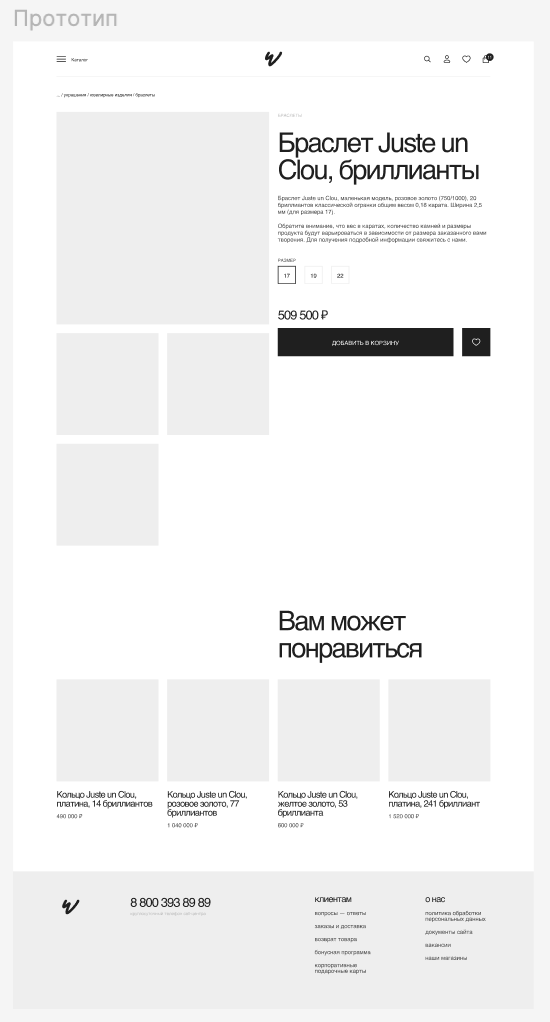 Прототип
Каталог
... / украшения / ювелирные изделия / браслеты
БРАСЛЕТЫ
Браслет Juste un
Clou, бриллианты
Браслет Juste un Clou, маленькая модель, розовое золото (750/1000), 20
бриллиантов классической огранки общим весом 0,18 карата. Ширина 2,5
мм (для размера 17).
Обратите внимание, что вес в каратах, количество камней и размеры
продукта будут варьироваться в зависимости от размера заказанного вами
творения. Для получения подробной информации свяжитесь с нами.
РАЗМЕР
17 19 22
509 500 ₽
ДОБАВИТЬ В КОРЗИНУ
Вам может
понравиться
Кольцо Juste un Clou,
платина, 14 бриллиантов
490 000 ₽
Кольцо Juste un Clou,
розовое золото, 77
бриллиантов
1 040 000 ₽
Кольцо Juste un Clou,
желтое золото, 53
бриллианта
600 000 ₽
Кольцо Juste un Clou,
платина, 241 бриллиант
1 520 000 ₽
8 800 393 89 89
клиентам
вопросы — ответы
заказы и доставка
возврат товара
бонусная программа
корпоративные
подарочные карты
о нас
политика обработки
персональных данных
документы сайта
вакансии
наши магазины